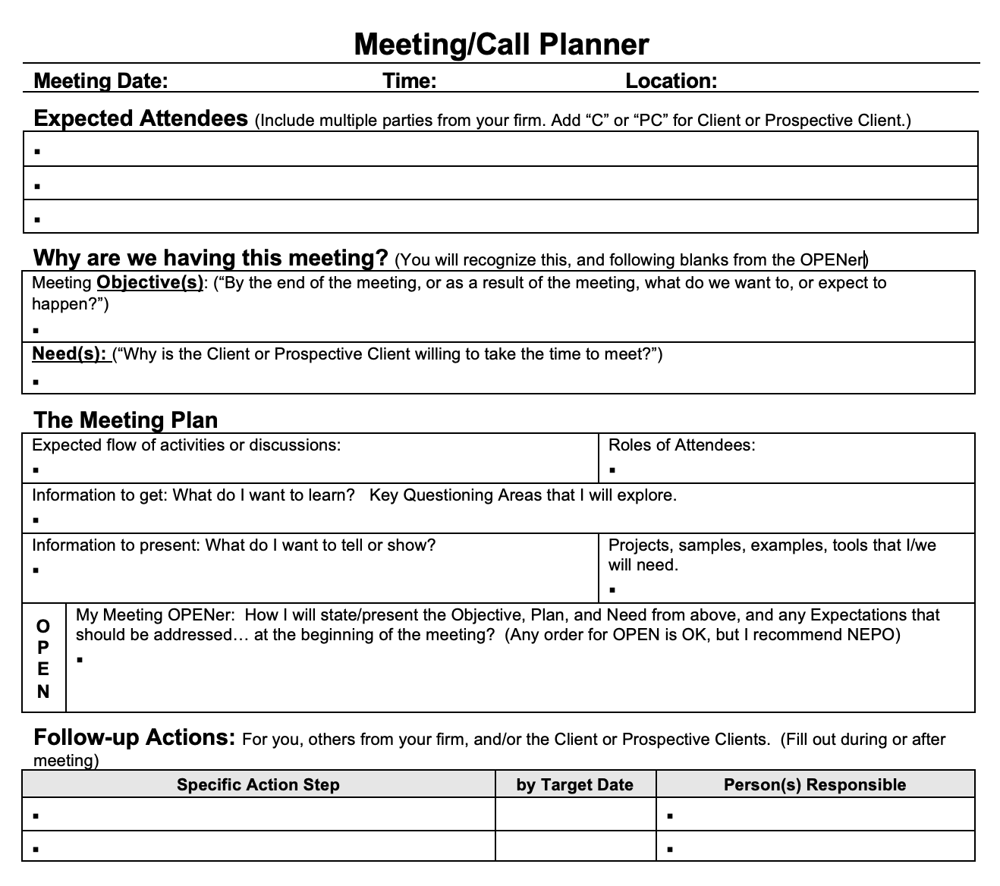 Meeting/Call Planner
Meeting Date: Time: Location:
Expected Attendees (Include multiple parties from your firm. Add “C” or “PC” for Client or Prospective Client.)
▪
▪
▪
Why are we having this meeting? (You will recognize this, and following blanks from the OPENer)
Meeting Objective(s): (“By the end of the meeting, or as a result of the meeting, what do we want to, or expect to
happen?”)
▪
Need(s): (“Why is the Client or Prospective Client willing to take the time to meet?”)
▪
The Meeting Plan
Expected flow of activities or discussions:
▪
Roles of Attendees:
▪
Information to get: What do I want to learn? Key Questioning Areas that I will explore.
▪
Information to present: What do I want to tell or show?
▪
Projects, samples, examples, tools that I/we
will need.
▪
O
P
E
N
My Meeting OPENer: How I will state/present the Objective, Plan, and Need from above, and any Expectations that
should be addressed… at the beginning of the meeting? (Any order for OPEN is OK, but I recommend NEPO)
▪
Follow-up Actions: For you, others from your firm, and/or the Client or Prospective Clients. (Fill out during or after
meeting)
Specific Action Step by Target Date Person(s) Responsible
▪ ▪
▪ ▪